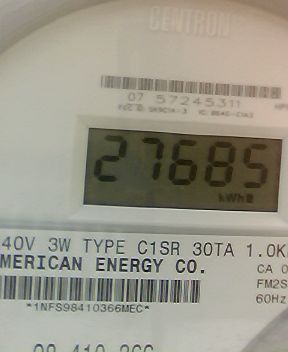 CENTRON
07 57245311
27685
kWh
40V 3W TYPE C1SR 30TA 1.0K
MERICAN ENERGY CO.
CA 0
FM2S
60Hz
*1NFS98410366MEC*